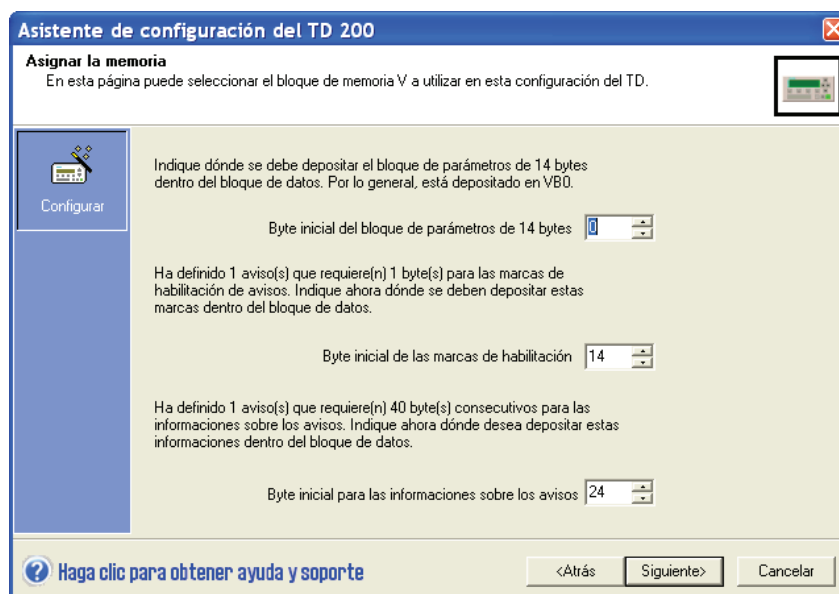 Asistente de configuración del TD 200
Asignar la memoria
En esta página puede seleccionar el bloque de memoria V a utilizar en esta configuración del TD.
Configurar
Indique dónde se debe depositar el bloque de parámetros de 14 bytes
dentro del bloque de datos. Por lo general, está depositado en VB0.
Byte inicial del bloque de parámetros de 14 bytes 0
Ha definido 1 aviso(s) que requiere(n) 1 byte(s) para las marcas de
habilitación de avisos. Indique ahora dónde se deben depositar estas
marcas dentro del bloque de datos.
Byte inicial de las marcas de habilitación 14
Ha definido 1 aviso(s) que requiere(n) 40 byte(s) consecutivos para las
informaciones sobre los avisos. Indique ahora dónde desea depositar estas
informaciones dentro del bloque de datos.
Byte inicial para las informaciones sobre los avisos 24
? Haga clic para obtener ayuda y soporte
<Atrás Siguiente> Cancelar